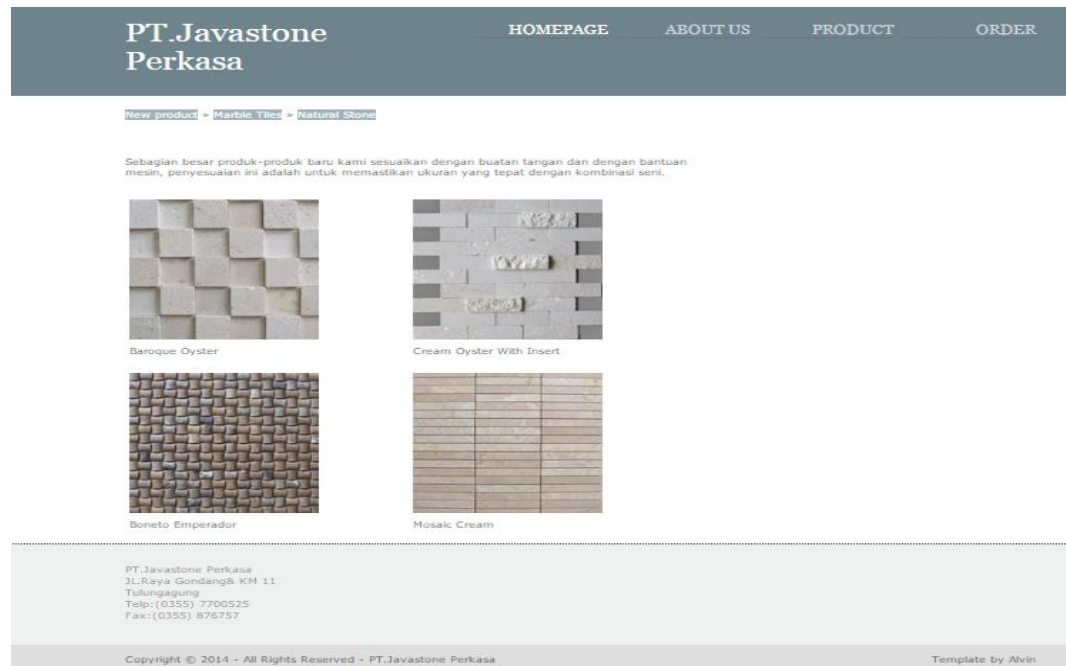 PT.Javastone
Perkasa
HOMEPAGE ABOUT US PRODUCT ORDER
New product » Marble Tiles » Natural Stone
Sebagian besar produk-produk baru kami sesuaikan dengan buatan tangan dan dengan bantuan
mesin, penyesuaian ini adalah untuk memastikan ukuran yang tepat dengan kombinasi seni.
Baroque Oyster
Cream Oyster With Insert
Boneto Emperador
Mosaic Cream
PT.Javastone Perkasa
JL.Raya Gondang& KM 11
Tulungagung
Telp:(0355) 7700525
Fax:(0355) 876757
Copyright © 2014 - All Rights Reserved - PT.Javastone Perkasa
Template by Alvin